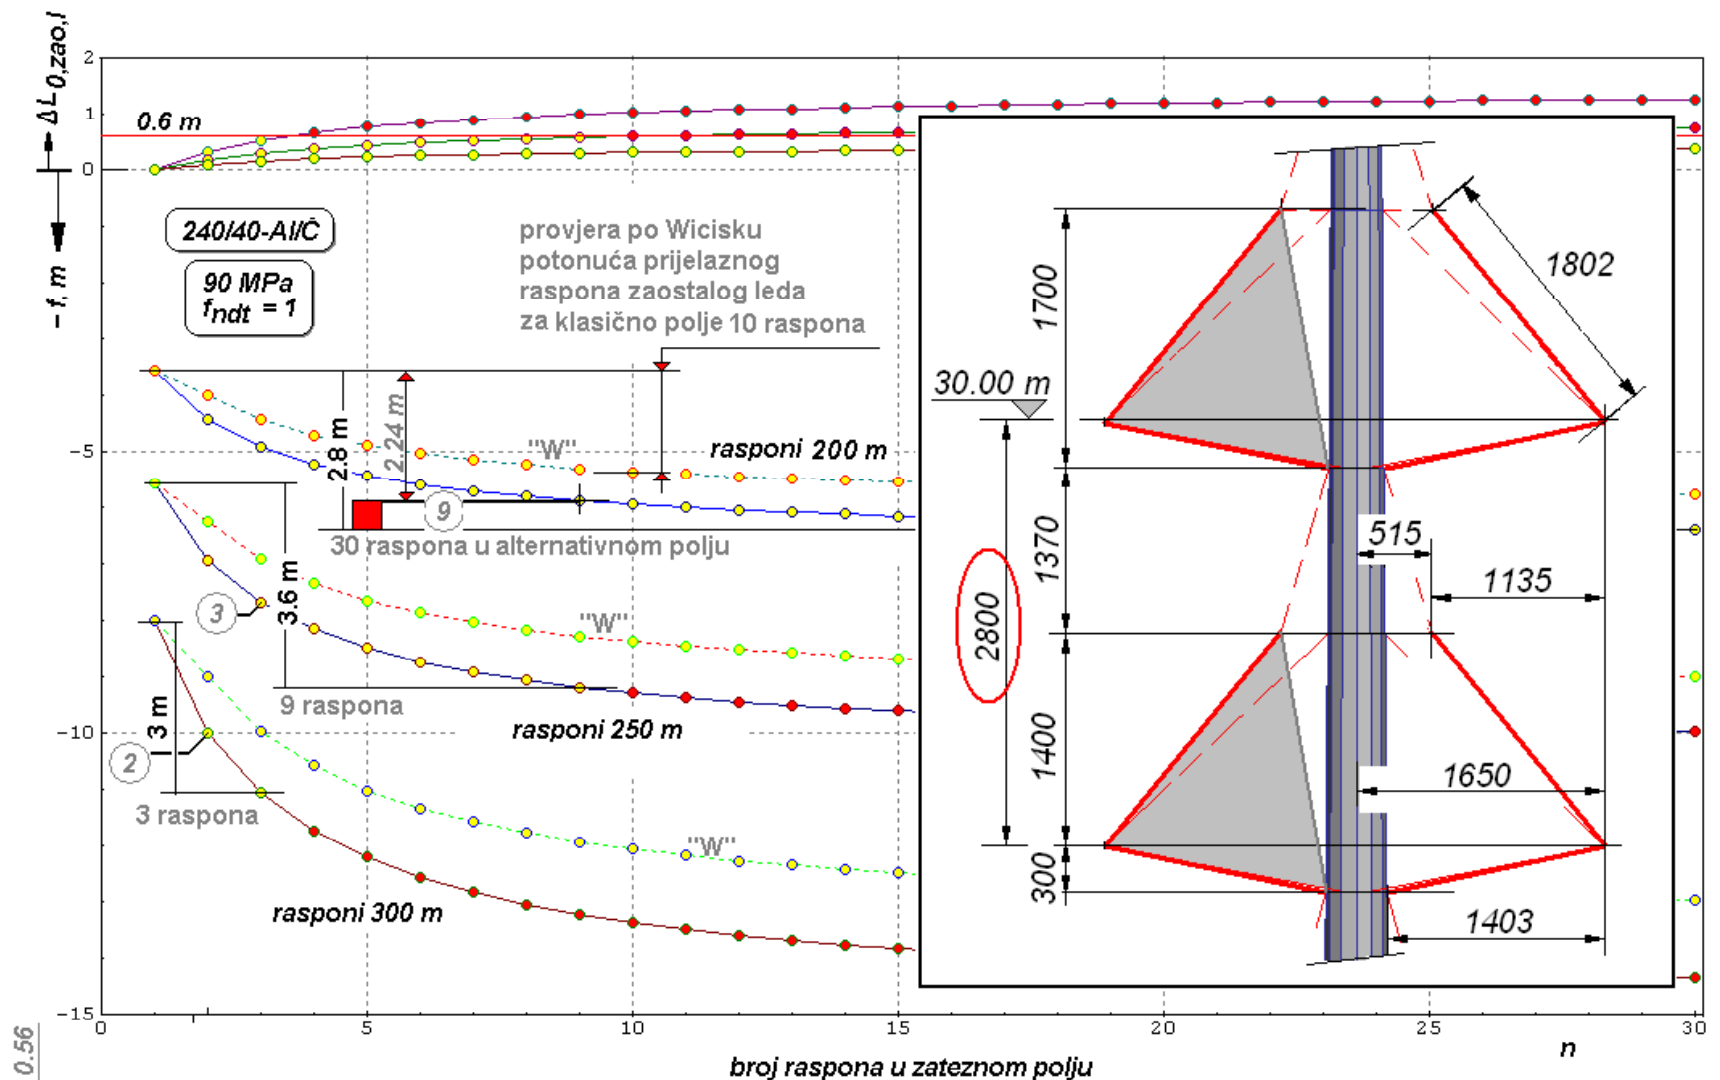 ΔL0,zao,l
– f, m
2
1
0
–5
–10
–15
0.6 m
240/40-Al/Č
90 MPa
fndt = 1
provjera po Wicisku
potonuća prijelaznog
raspona zaostalog leda
za klasično polje 10 raspona
2.8 m
2.24 m
"W"
rasponi 200 m
9
30 raspona u alternativnom polju
3
3.6 m
"W"
9 raspona
rasponi 250 m
2
3 m
3 raspona
"W"
rasponi 300 m
1700
1802
30.00 m
1370
515
1135
2800
1400
1650
300
1403
0
5
10
15
20
25
30
n
broj raspona u zateznom polju
0.56